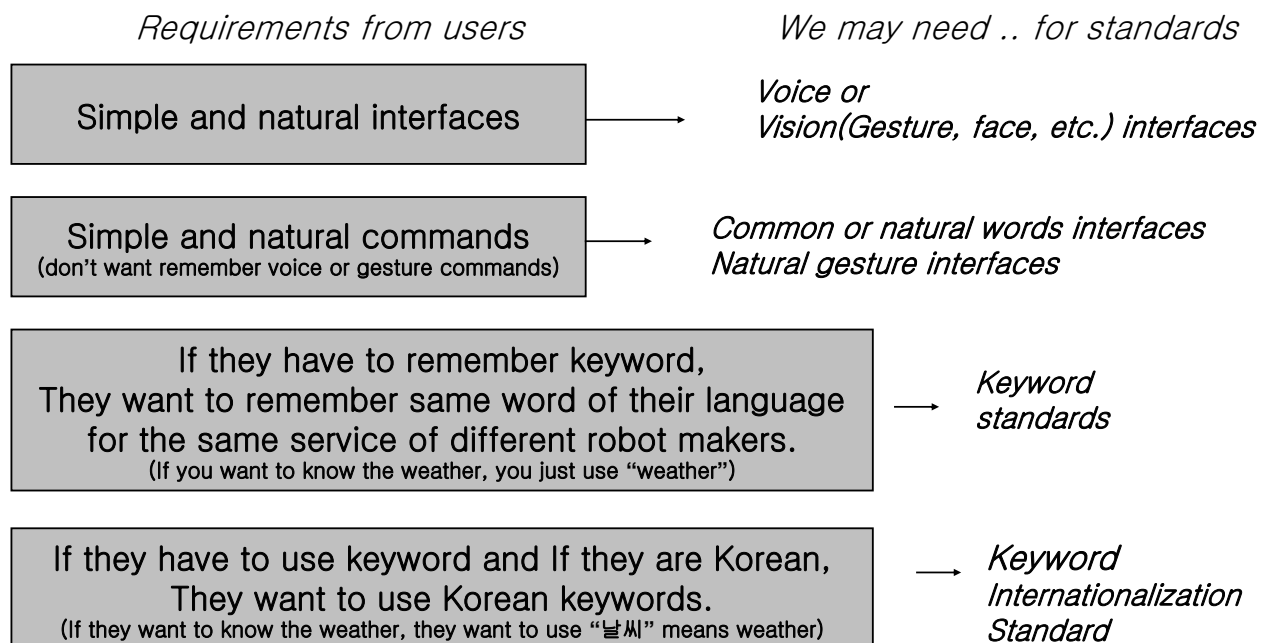 Requirements from users
We may need .. for standards
Simple and natural interfaces
Voice or
Vision(Gesture, face, etc.) interfaces
Simple and natural commands
(don't want remember voice or gesture commands)
Common or natural words interfaces
Natural gesture interfaces
If they have to remember keyword,
They want to remember same word of their language
for the same service of different robot makers.
(If you want to know the weather, you just use “weather”)
Keyword
standards
If they have to use keyword and If they are Korean,
They want to use Korean keywords.
(If they want to know the weather, they want to use “날씨” means weather)
Keyword
Internationalization
Standard